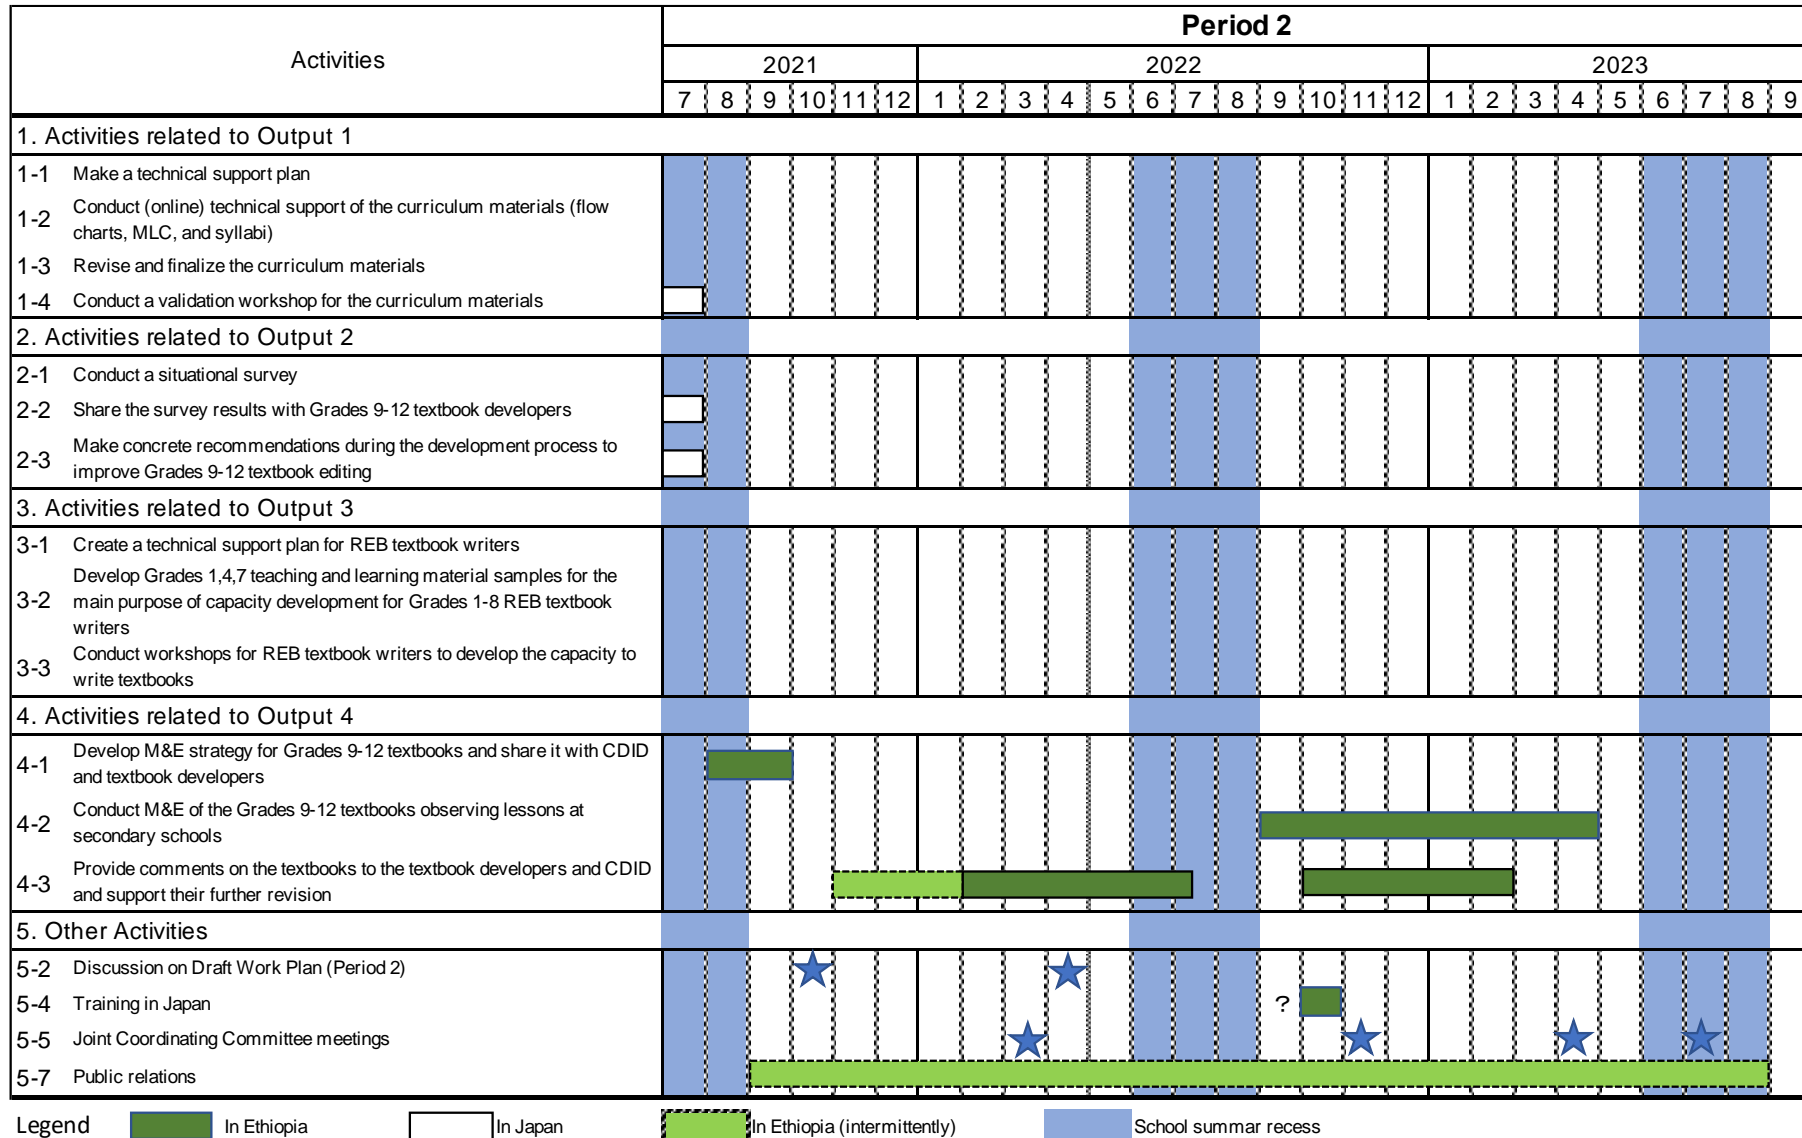 Activities
Period 2
2021 2022 2023
7 8 9 10 11 12 1 2 3 4 5 6 7 8 9 10 11 12 1 2 3 4 5 6 7 8 9
1. Activities related to Output 1
1-1 Make a technical support plan
1-2 Conduct (online) technical support of the curriculum materials (flow
charts, MLC, and syllabi)
1-3 Revise and finalize the curriculum materials
1-4 Conduct a validation workshop for the curriculum materials
2. Activities related to Output 2
2-1 Conduct a situational survey
2-2 Share the survey results with Grades 9-12 textbook developers
2-3 Make concrete recommendations during the development process to
improve Grades 9-12 textbook editing
3. Activities related to Output 3
3-1 Create a technical support plan for REB textbook writers
3-2 Develop Grades 1,4,7 teaching and learning material samples for the
main purpose of capacity development for Grades 1-8 REB textbook
writers
3-3 Conduct workshops for REB textbook writers to develop the capacity to
write textbooks
4. Activities related to Output 4
4-1 Develop M&E strategy for Grades 9-12 textbooks and share it with CDID
and textbook developers
4-2 Conduct M&E of the Grades 9-12 textbooks observing lessons at
secondary schools
4-3 Provide comments on the textbooks to the textbook developers and CDID
and support their further revision
5. Other Activities
5-2 Discussion on Draft Work Plan (Period 2)
5-4 Training in Japan ?
5-5 Joint Coordinating Committee meetings
5-7 Public relations
Legend In Ethiopia In Japan In Ethiopia (intermittently) School summar recess